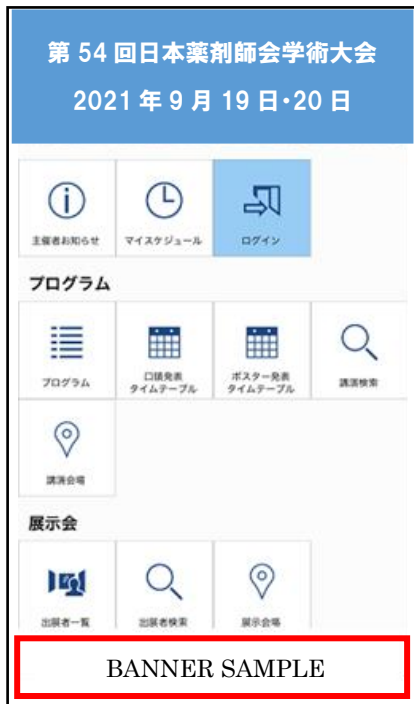 第 54 回日本薬剤師会学術大会
2021 年 9 月 19 日・20 日
主催者お知らせ
マイスケジュール
ログイン
プログラム
プログラム
口頭発表
タイムテーブル
ポスター発表
タイムテーブル
講演検索
講演会場
展示会
出展者一覧
出展者検索
展示会場
BANNER SAMPLE